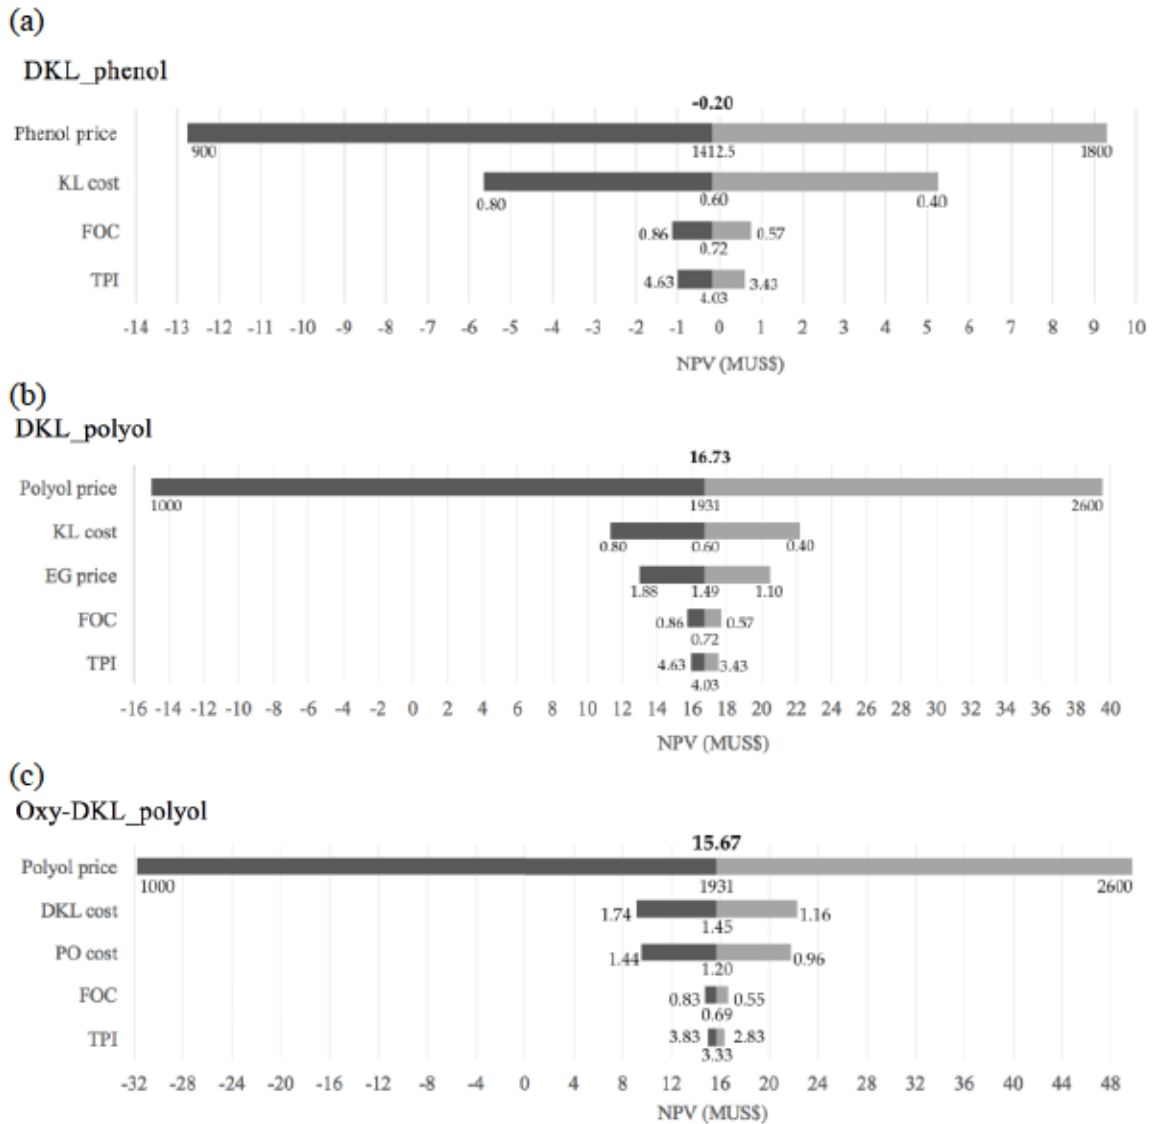 (a)
DKL_phenol
-0.20
Phenol price
900 1412.5 1800
KL cost
0.80 0.60 0.40
FOC
0.86 0.72 0.57
TPI
4.63 4.03 3.43
-14 -13 -12 -11 -10 -9 -8 -7 -6 -5 -4 -3 -2 -1 0 1 2 3 4 5 6 7 8 9 10
NPV (MUS$)
(b)
DKL_polyol
16.73
Polyol price
1000 1931 2600
KL cost
0.80 0.60 0.40
EG price
1.88 1.49 1.10
FOC
0.86 0.72 0.57
TPI
4.63 4.03 3.43
-16 -14 -12 -10 -8 -6 -4 -2 0 2 4 6 8 10 12 14 16 18 20 22 24 26 28 30 32 34 36 38 40
NPV (MUS$)
(c)
Oxy-DKL_polyol
15.67
Polyol price
1000 1931 2600
DKL cost
1.74 1.45 1.16
PO cost
1.44 1.20 0.96
FOC
0.83 0.69 0.55
TPI
3.83 3.33 2.83
-32 -28 -24 -20 -16 -12 -8 -4 0 4 8 12 16 20 24 28 32 36 40 44 48
NPV (MUS$)